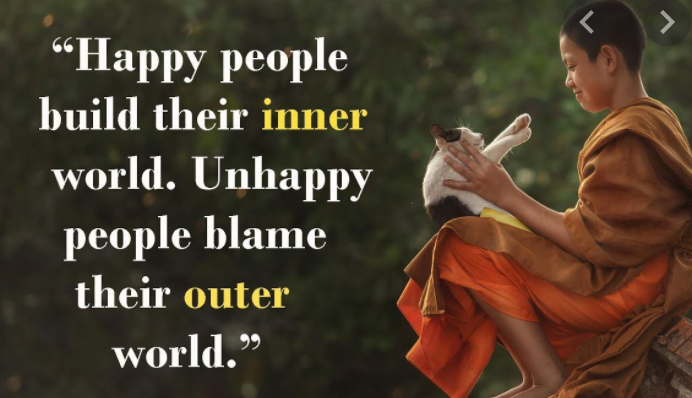 “Happy people
build their inner
world. Unhappy
people blame
their outer
world.”